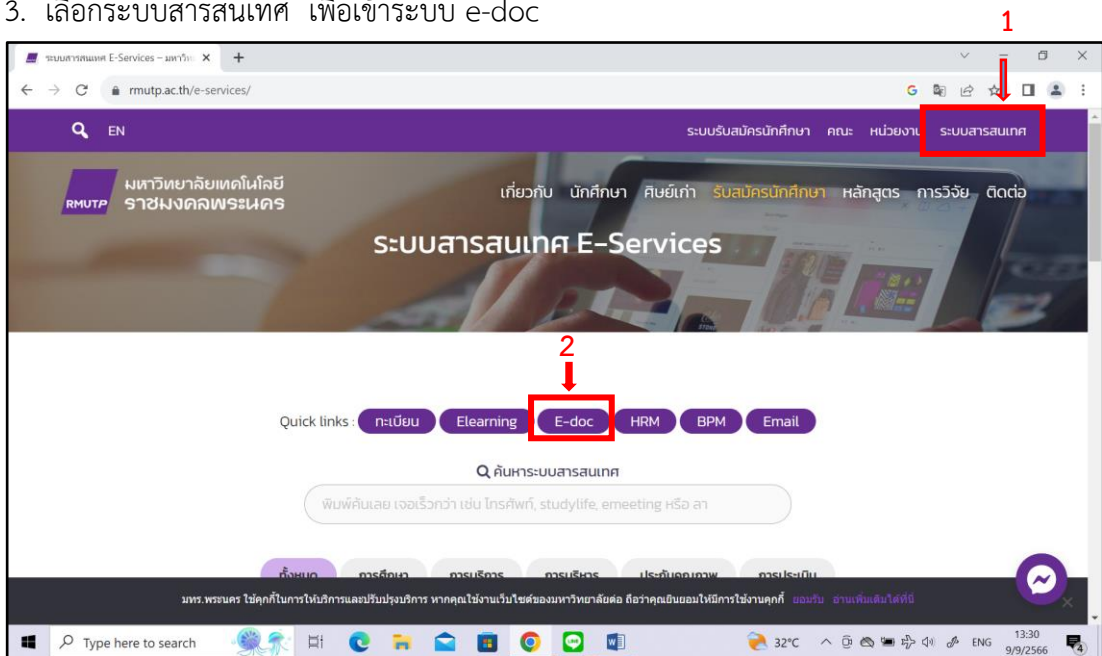 3. เลือกระบบสารสนเทศ เพื่อเข้าระบบ e-doc
1
ระบบสารสนเทศ E-Services – มหาวิท
rmutp.ac.th/e-services/
EN
ระบบรับสมัครนักศึกษา คณะ หน่วยงาน ระบบสารสนเทศ
RMUTP
มหาวิทยาลัยเทคโนโลยี
ราชมงคลพระนคร
เกี่ยวกับ นักศึกษา ศิษย์เก่า รับสมัครนักศึกษา หลักสูตร การวิจัย ติดต่อ
ระบบสารสนเทศ E-Services
2
Quick links : ทะเบียน Elearning E-doc HRM BPM Email
ค้นหาระบบสารสนเทศ
พิมพ์ค้นเลย เจอเร็วกว่า เช่น โทรศัพท์, studylife, emeeting หรือ ลา
ทั้งหมด การศึกษา การบริการ การบริหาร ประกันคุณภาพ การประเมิน
มทร.พระนคร ใช้คุกกี้ในการให้บริการและปรับปรุงบริการ หากคุณใช้งานเว็บไซต์ของมหาวิทยาลัยต่อ ถือว่าคุณยินยอมให้มีการใช้งานคุกกี้ ยอมรับ อ่านเพิ่มเติมได้ที่นี่
Type here to search
32°C
ENG
13:30
9/9/2566
4